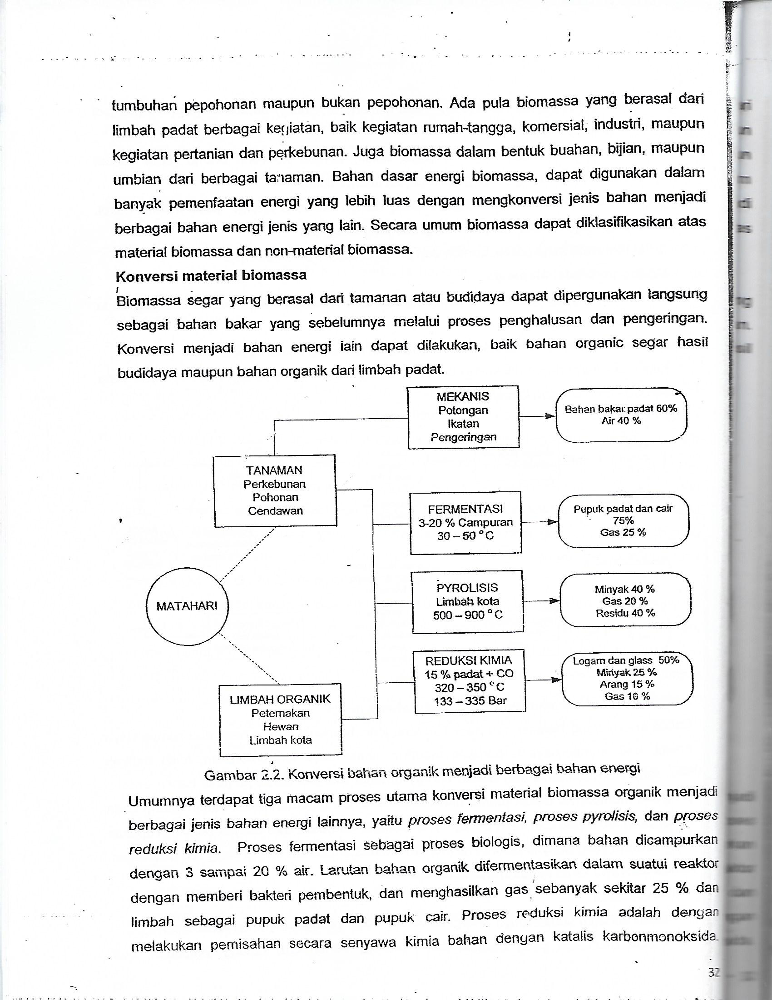 tumbuhan pepohonan maupun bukan pepohonan. Ada pula biomassa yang berasal dari
limbah padat berbagai kegiatan, baik kegiatan rumah-tangga, komersial, industri, maupun
kegiatan pertanian dan perkebunan. Juga biomassa dalam bentuk buahan, bijian, maupun
umbian dari berbagai tanaman. Bahan dasar energi biomassa, dapat digunakan dalam
banyak pemenfaatan energi yang lebih luas dengan mengkonversi jenis bahan menjadi
berbagai bahan energi jenis yang lain. Secara umum biomassa dapat diklasifikasikan atas
material biomassa dan non-material biomassa.
Konversi material biomassa
Biomassa segar yang berasal dari tamanan atau budidaya dapat dipergunakan langsung
sebagai bahan bakar yang sebelumnya melalui proses penghalusan dan pengeringan.
Konversi menjadi bahan energi lain dapat dilakukan, baik bahan organic segar hasil
budidaya maupun bahan organik dari limbah padat.
MEKANIS
Potongan
Ikatan
Pengeringan
Bahan bakar padat 60%
Air 40 %
TANAMAN
Perkebunan
Pohonan
Cendawan
FERMENTASI
3-20 % Campuran
30 – 50 °C
Pupuk padat dan cair
75%
Gas 25 %
MATAHARI
PYROLISIS
Limbah kota
500 – 900 °C
Minyak 40 %
Gas 20 %
Residu 40 %
REDUKSI KIMIA
15 % padat + CO
320 – 350 °C
133 – 335 Bar
Logam dan glass 50%
Minyak 25 %
Arang 15 %
Gas 10 %
LIMBAH ORGANIK
Peternakan
Hewan
Limbah kota
Gambar 2.2. Konversi bahan organik menjadi berbagai bahan energi
Umumnya terdapat tiga macam proses utama konversi material biomassa organik menjadi
berbagai jenis bahan energi lainnya, yaitu proses fermentasi, proses pyrolisis, dan proses
reduksi kimia. Proses fermentasi sebagai proses biologis, dimana bahan dicampurkan
dengan 3 sampai 20 % air. Larutan bahan organik difermentasikan dalam suatui reaktor
dengan memberi bakteri pembentuk, dan menghasilkan gas sebanyak sekitar 25 % dan
limbah sebagai pupuk padat dan pupuk cair. Proses reduksi kimia adalah dengan
melakukan pemisahan secara senyawa kimia bahan dengan katalis karbonmonoksida
32